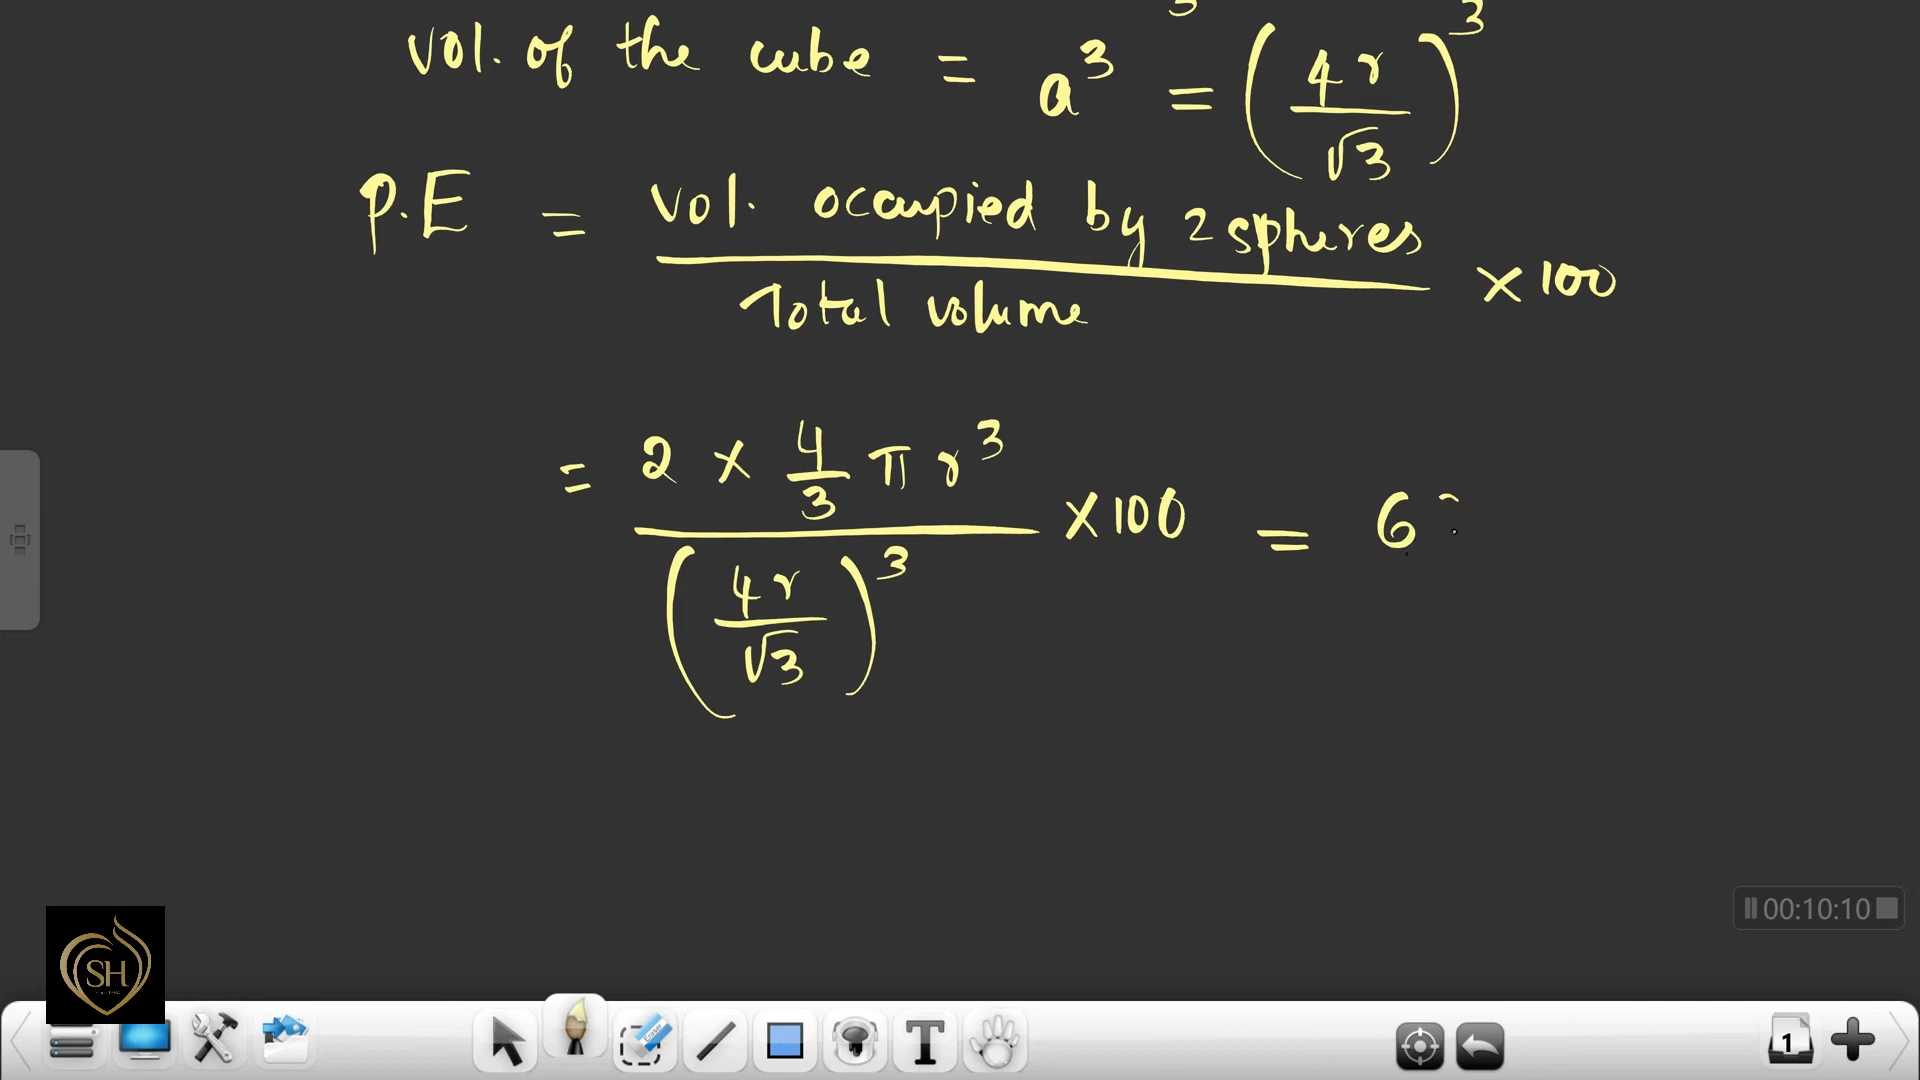 vol. of the cube = a³ = (4r/√3)³
P.E = vol. occupied by 2 spheres / Total volume × 100
= 2 × 4/3 π r³ / (4r/√3)³ × 100 = 6
00:10:10
SH
T
1